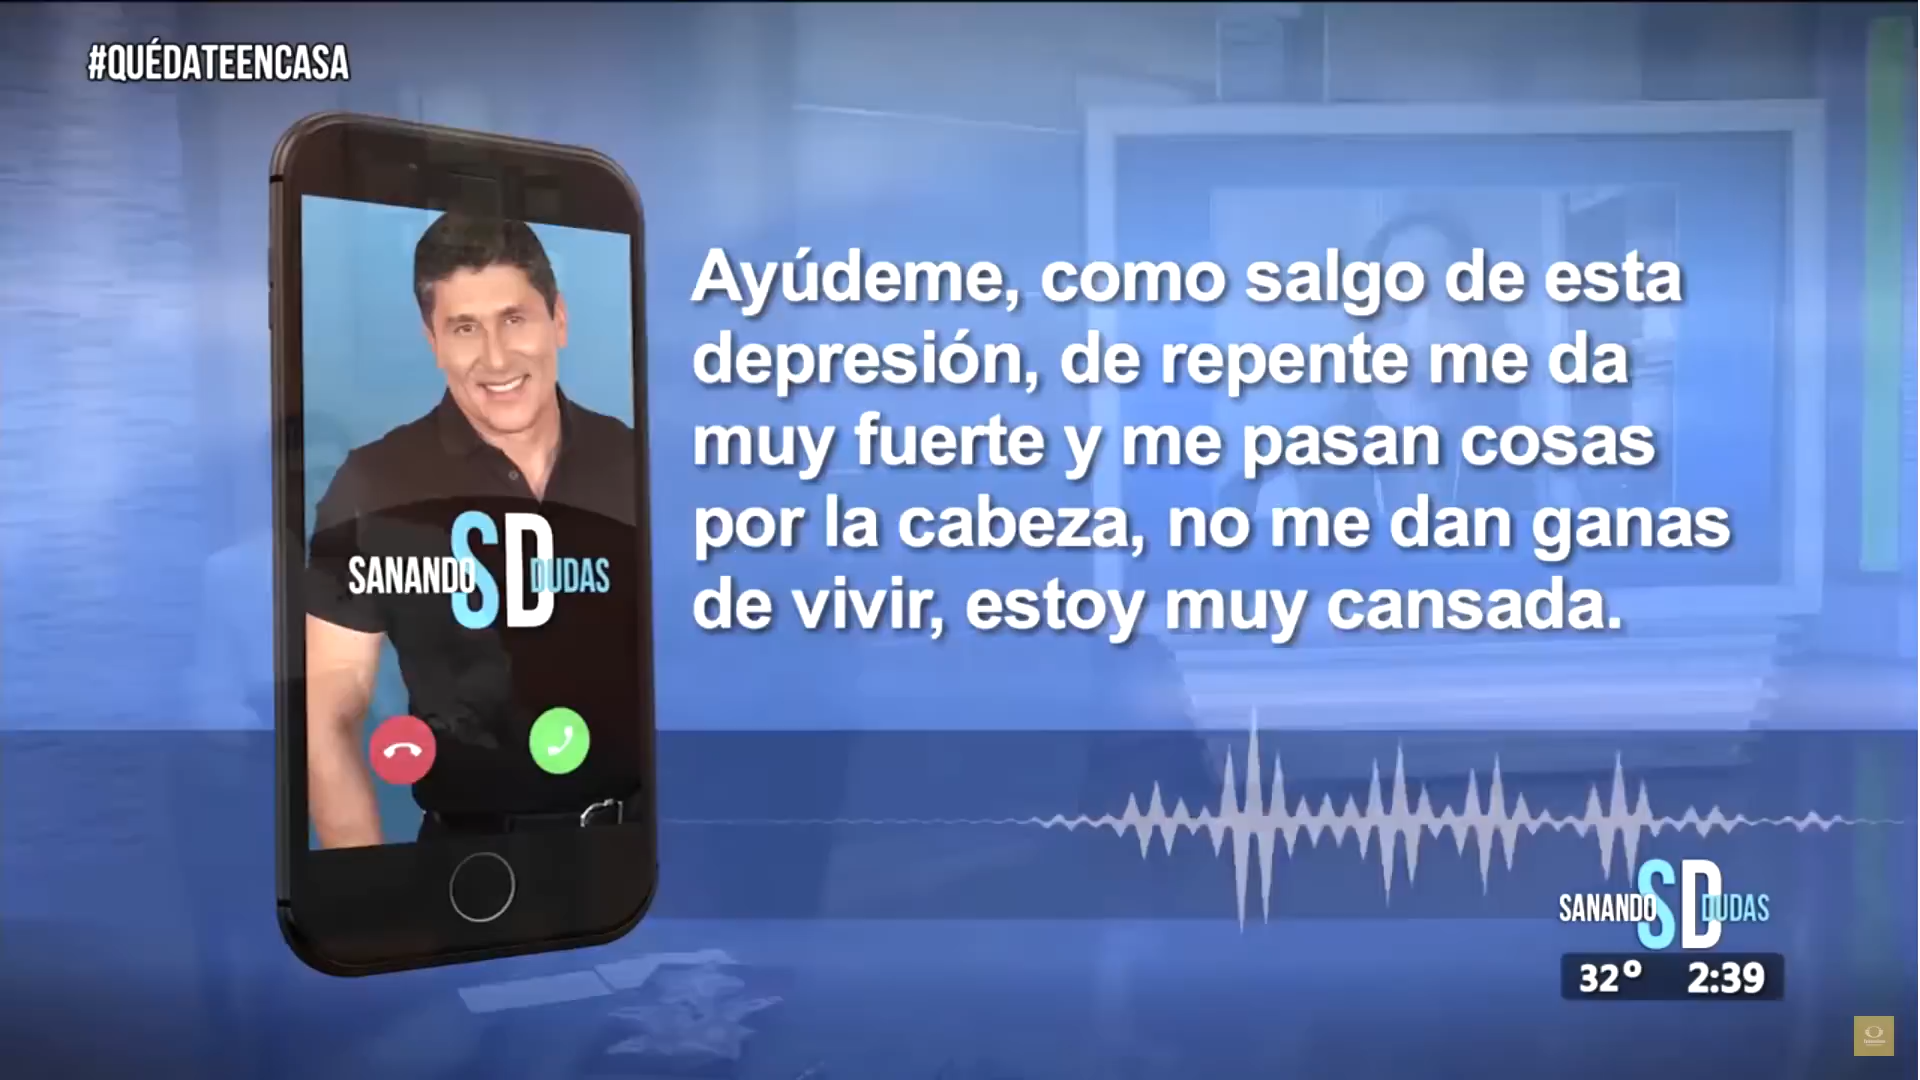 #QUÉDATEENCASA
Ayúdeme, como salgo de esta
depresión, de repente me da
muy fuerte y me pasan cosas
por la cabeza, no me dan ganas
de vivir, estoy muy cansada.
SANANDO SD DUDAS
SANANDO SD DUDAS
32° 2:39